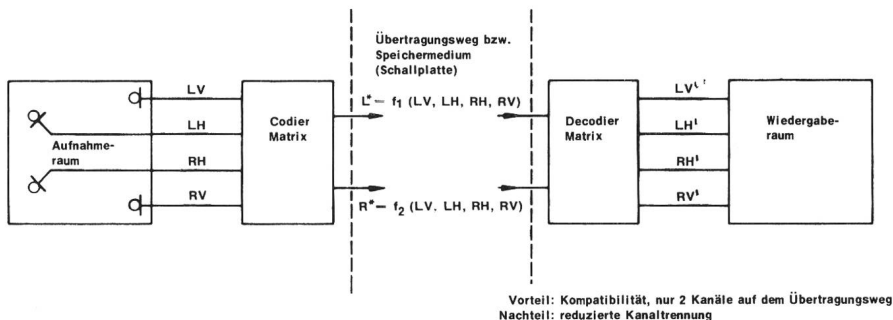 Übertragungsweg bzw.
Speichermedium
(Schallplatte)
LV
LH
Aufnahme-
raum
RH
RV
Codier
Matrix
L* – f₁ (LV, LH, RH, RV)
R* – f₂ (LV. LH, RH, RV)
Decodier
Matrix
LV'
LH'
RH'
RV'
Wiedergabe-
raum
Vorteil: Kompatibilität, nur 2 Kanäle auf dem Übertragungsweg
Nachteil: reduzierte Kanaltrennung